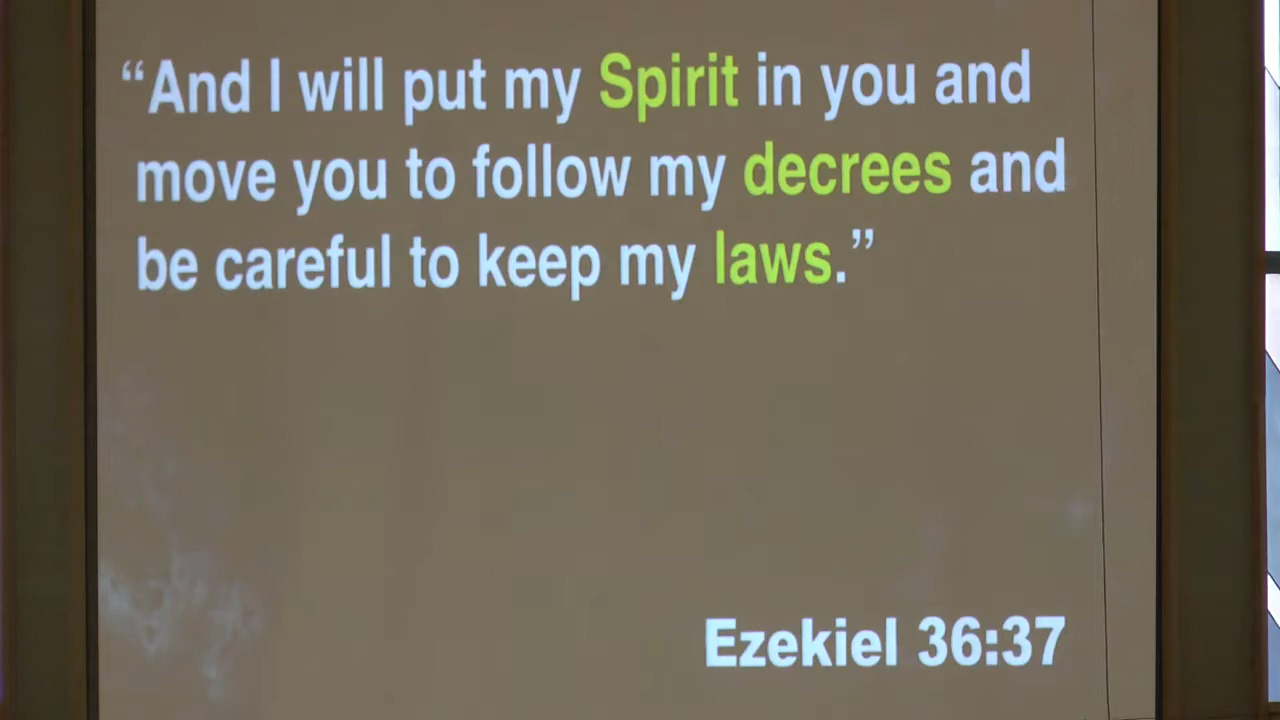 “And I will put my Spirit in you and
move you to follow my decrees and
be careful to keep my laws.”
Ezekiel 36:37